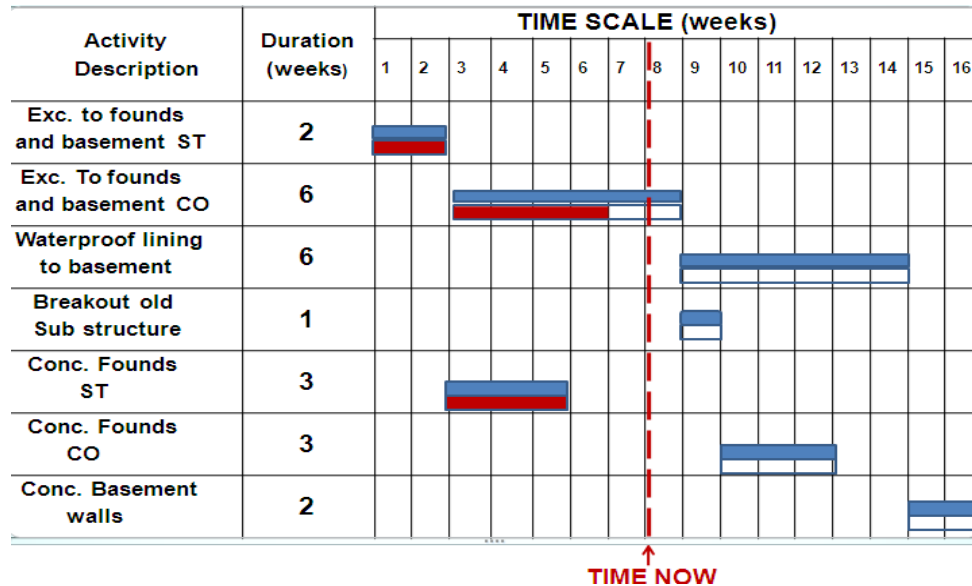 TIME SCALE (weeks)
Activity
Description
Duration
(weeks)
1 2 3 4 5 6 7 8 9 10 11 12 13 14 15 16
Exc. to founds
and basement ST
2
Exc. To founds
and basement CO
6
Waterproof lining
to basement
6
Breakout old
Sub structure
1
Conc. Founds
ST
3
Conc. Founds
CO
3
Conc. Basement
walls
2
TIME NOW